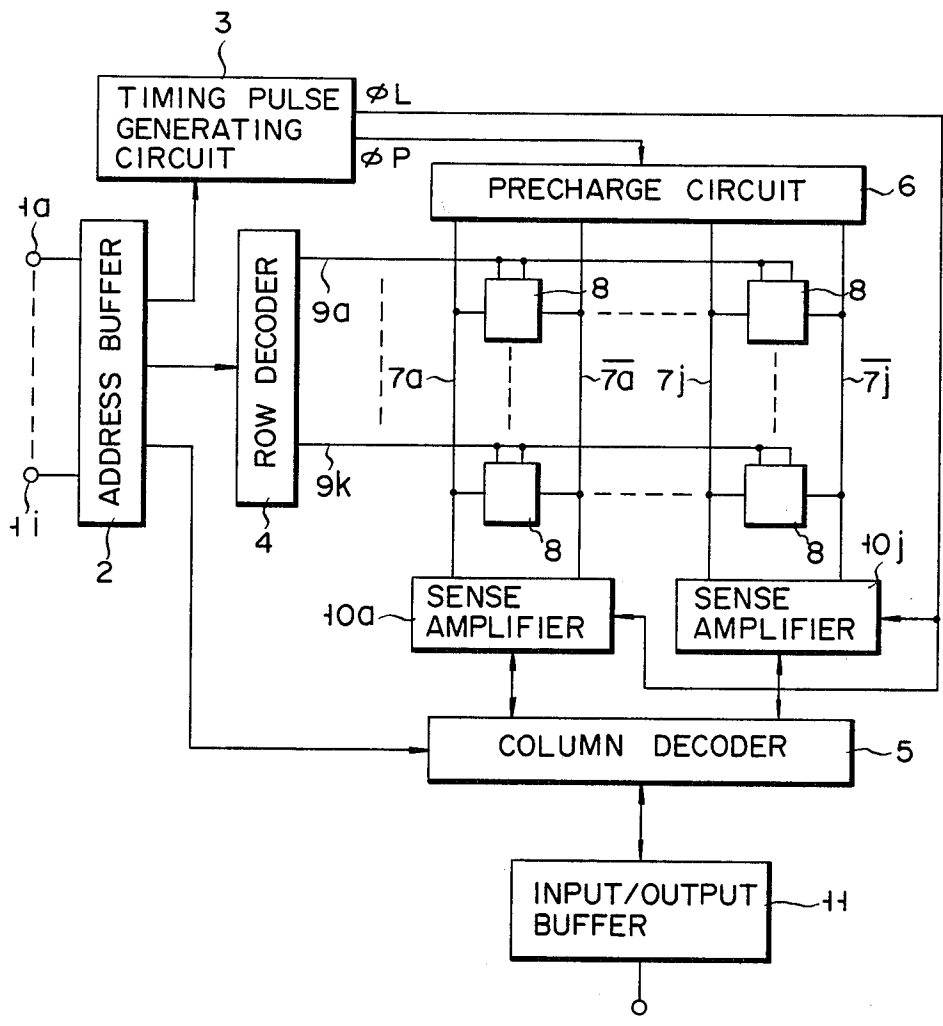 3
TIMING PULSE
GENERATING
CIRCUIT
φL
φP
PRECHARGE CIRCUIT
6
1a
ADDRESS BUFFER
ROW DECODER
9a
8
8
7a
7a̅
7j
7j̅
9k
1i
2
4
8
8
10j
10a
SENSE
AMPLIFIER
SENSE
AMPLIFIER
COLUMN DECODER
5
INPUT/OUTPUT
BUFFER
11